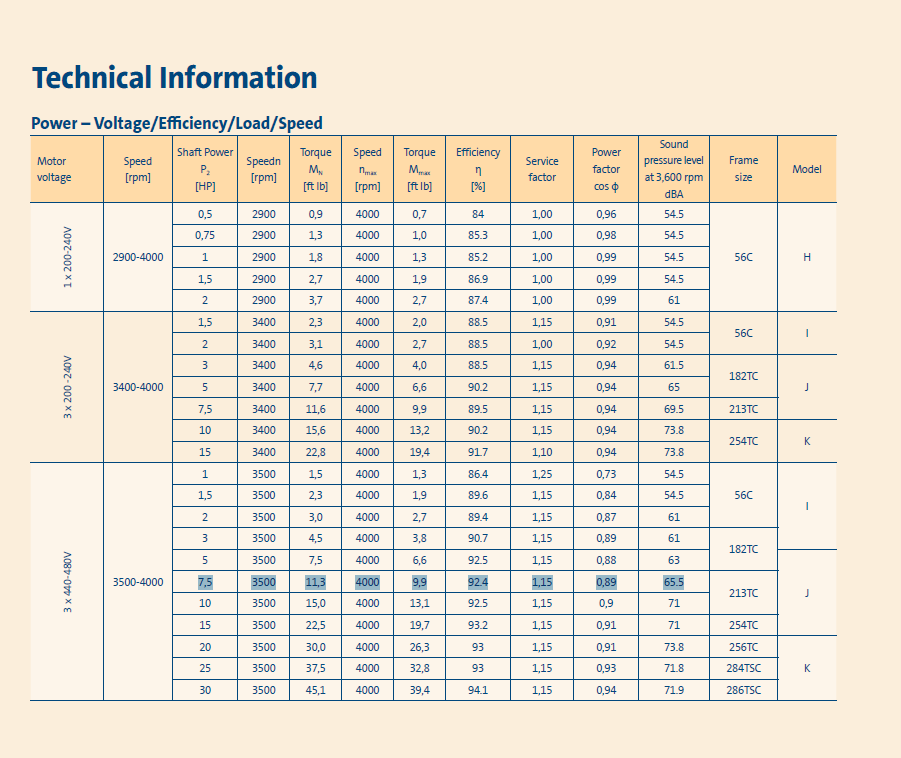 Technical Information
Power – Voltage/Efficiency/Load/Speed
Motor voltage Speed [rpm] Shaft Power P2 [HP] Speedn [rpm] Torque MN [ft lb] Speed nmax [rpm] Torque Mmax [ft lb] Efficiency η [%] Service factor Power factor cos ϕ Sound pressure level at 3,600 rpm dBA Frame size Model
1 x 200-240V 2900-4000 56C H
0,5 2900 0,9 4000 0,7 84 1,00 0,96 54.5
0,75 2900 1,3 4000 1,0 85.3 1,00 0,98 54.5
1 2900 1,8 4000 1,3 85.2 1,00 0,99 54.5
1,5 2900 2,7 4000 1,9 86.9 1,00 0,99 54.5
2 2900 3,7 4000 2,7 87.4 1,00 0,99 61
3 x 200-240V 3400-4000
1,5 3400 2,3 4000 2,0 88.5 1,15 0,91 54.5 56C I
2 3400 3,1 4000 2,7 88.5 1,00 0,92 54.5
3 3400 4,6 4000 4,0 88.5 1,15 0,94 61.5 182TC J
5 3400 7,7 4000 6,6 90.2 1,15 0,94 65
7,5 3400 11,6 4000 9,9 89.5 1,15 0,94 69.5 213TC
10 3400 15,6 4000 13,2 90.2 1,15 0,94 73.8 254TC K
15 3400 22,8 4000 19,4 91.7 1,10 0,94 73.8
3 x 440-480V 3500-4000
1 3500 1,5 4000 1,3 86.4 1,25 0,73 54.5 56C I
1,5 3500 2,3 4000 1,9 89.6 1,15 0,84 54.5
2 3500 3,0 4000 2,7 89.4 1,15 0,87 61
3 3500 4,5 4000 3,8 90.7 1,15 0,89 61 182TC
5 3500 7,5 4000 6,6 92.5 1,15 0,88 63 J
7,5 3500 11,3 4000 9,9 92.4 1,15 0,89 65.5 213TC
10 3500 15,0 4000 13,1 92.5 1,15 0,9 71
15 3500 22,5 4000 19,7 93.2 1,15 0,91 71 254TC
20 3500 30,0 4000 26,3 93 1,15 0,91 73.8 256TC K
25 3500 37,5 4000 32,8 93 1,15 0,93 71.8 284TSC
30 3500 45,1 4000 39,4 94.1 1,15 0,94 71.9 286TSC